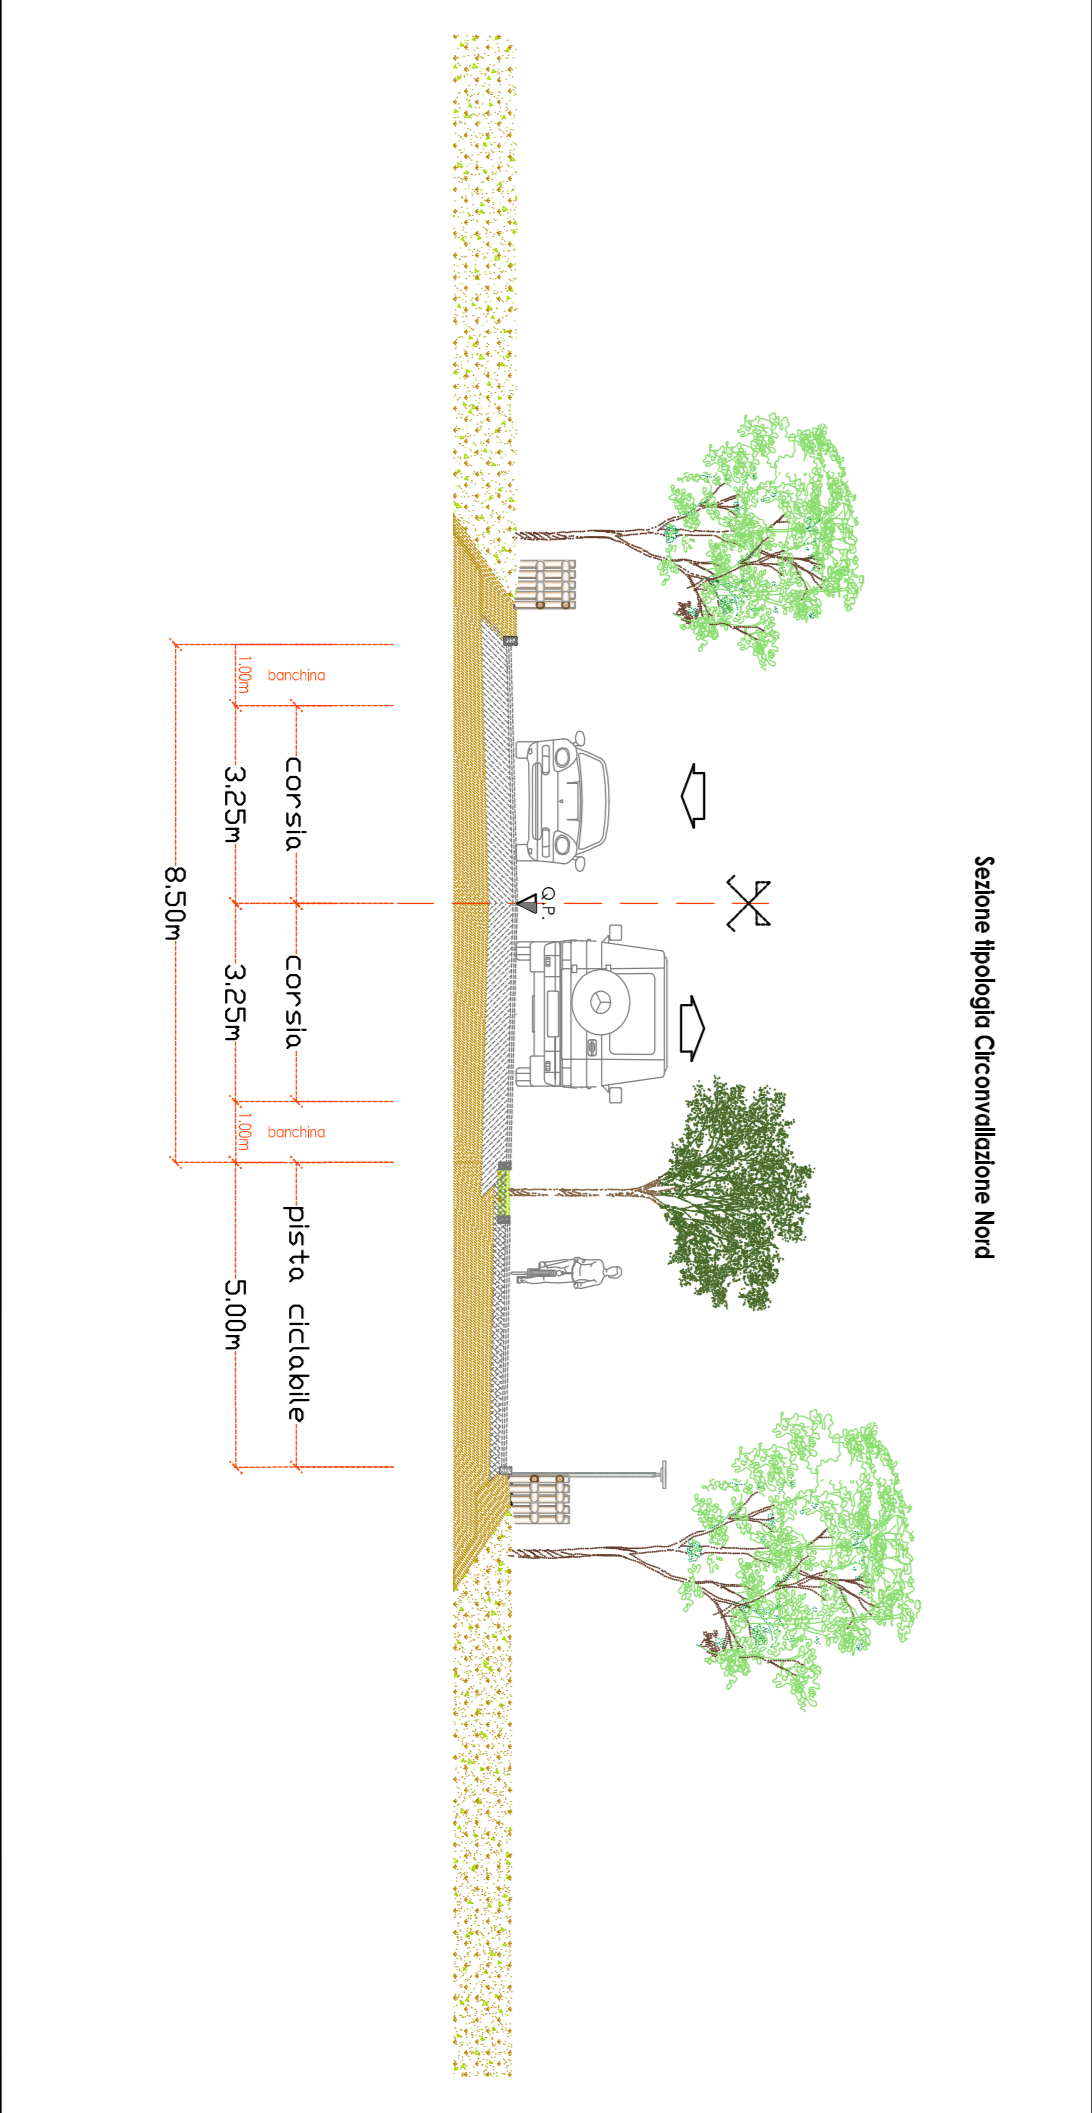 Sezione tipologia Circonvallazione Nord
Q.P.
banchina
corsia
corsia
banchina
pista ciclabile
1.00m
3.25m
3.25m
1.00m
5.00m
8.50m